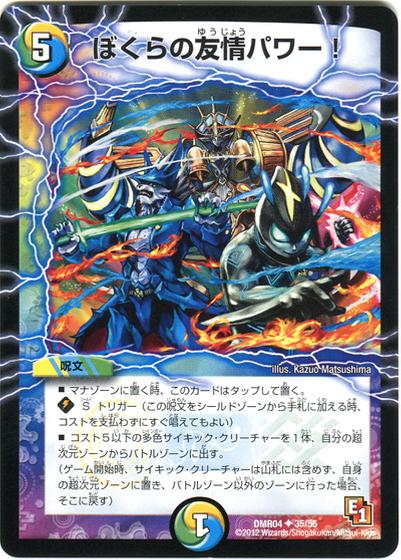 5
ゆうじょう
ぼくらの友情パワー!
illus. Kazuo Matsushima
呪文
■ マナゾーンに置く時、このカードはタップして置く。
S・トリガー(この呪文をシールドゾーンから手札に加える時、
コストを支払わずにすぐ唱えてもよい)
■ コスト5以下の多色サイキック・クリーチャーを1体、自分の超
次元ゾーンからバトルゾーンに出す。
(ゲーム開始時、サイキック・クリーチャーは山札には含めず、自身
の超次元ゾーンに置き、バトルゾーン以外のゾーンに行った場合、
そこに戻す)
1
DMR04 ◆ 35/55
©2012 Wizards/Shogakukan/Mitsui-Kids
E1